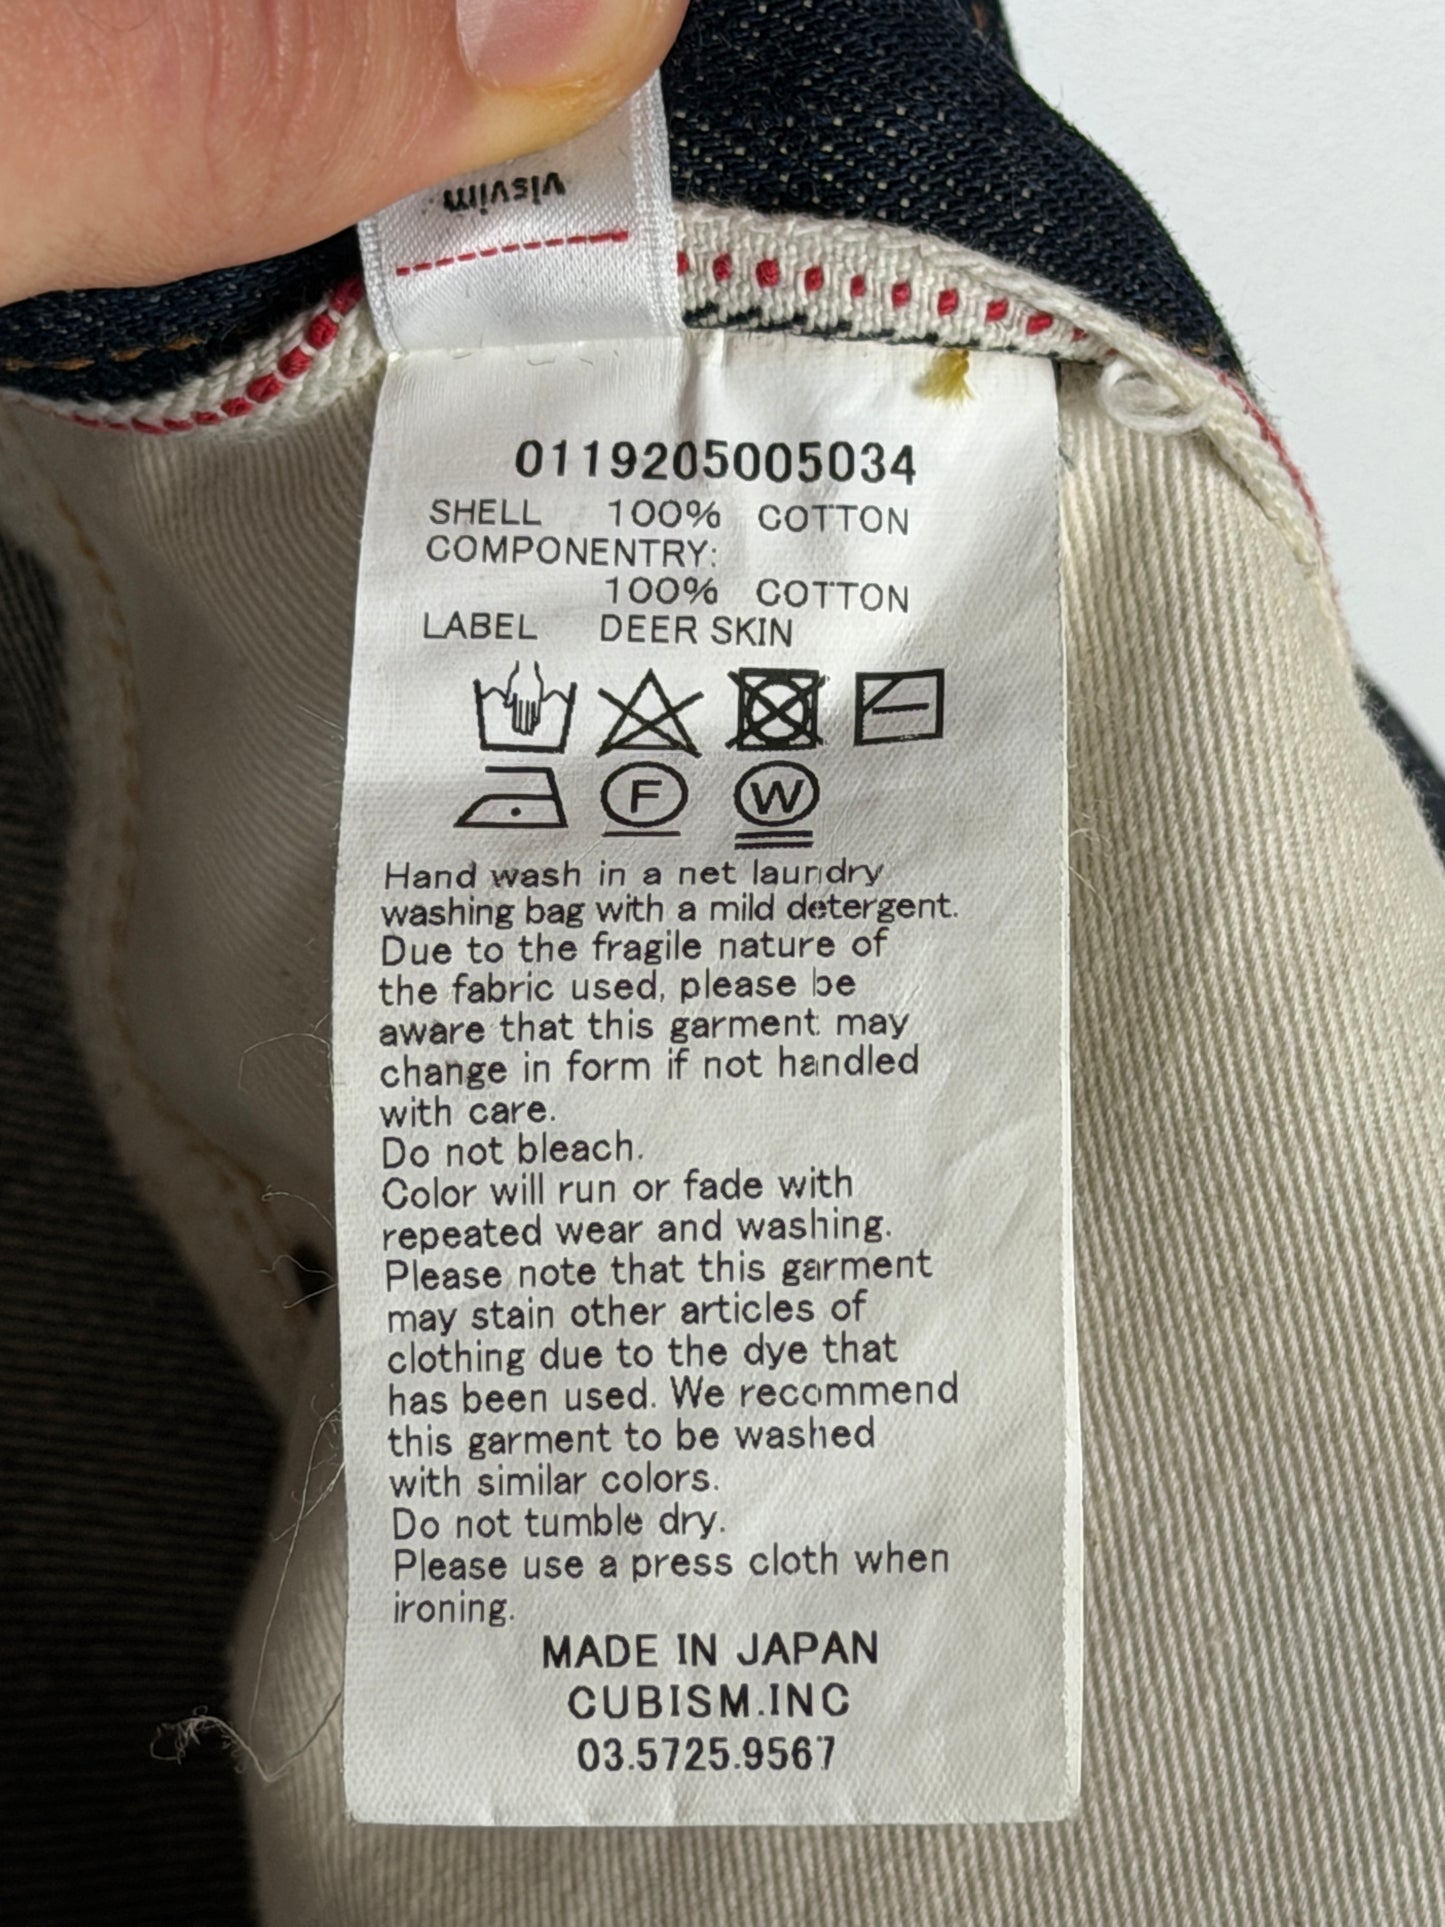 visvim
0119205005034
SHELL 100% COTTON
COMPONENTRY:
100% COTTON
LABEL DEER SKIN
F W
Hand wash in a net laundry
washing bag with a mild detergent.
Due to the fragile nature of
the fabric used, please be
aware that this garment may
change in form if not handled
with care.
Do not bleach.
Color will run or fade with
repeated wear and washing.
Please note that this garment
may stain other articles of
clothing due to the dye that
has been used. We recommend
this garment to be washed
with similar colors.
Do not tumble dry.
Please use a press cloth when
ironing.
MADE IN JAPAN
CUBISM.INC
03.5725.9567